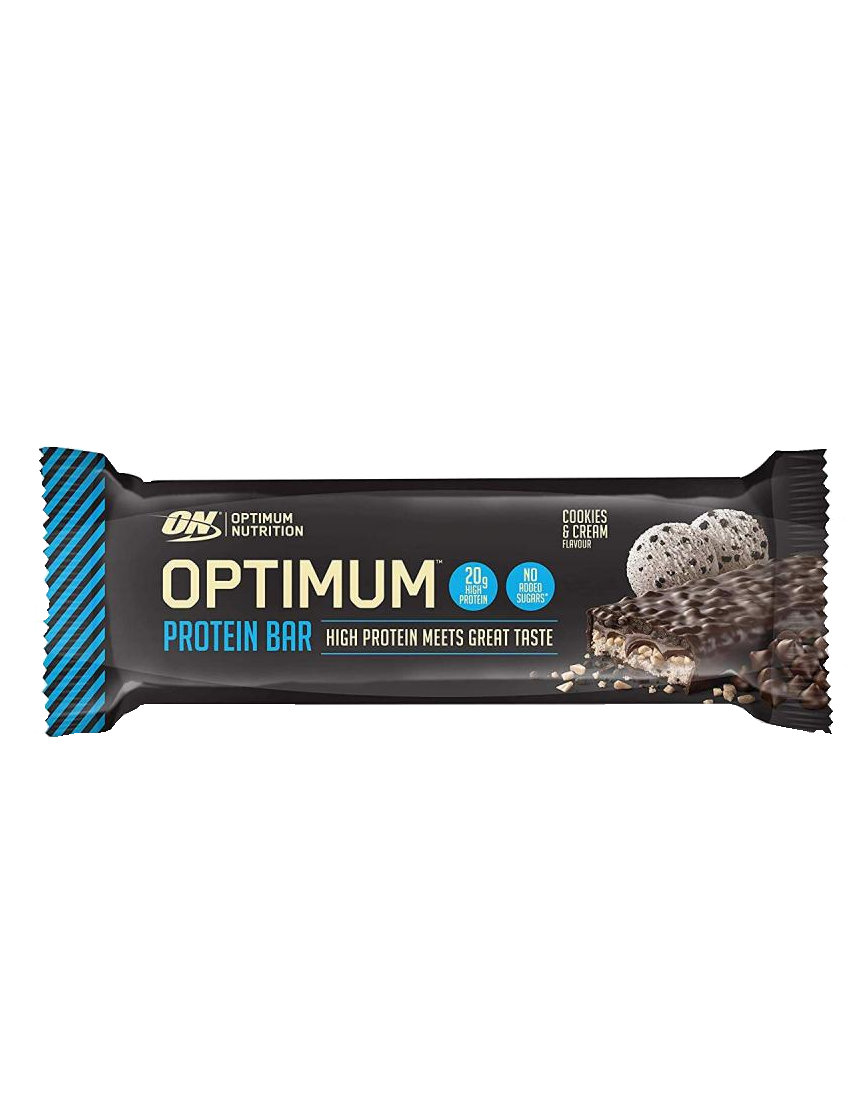 ON® OPTIMUM
NUTRITION
OPTIMUM™
PROTEIN BAR
HIGH PROTEIN MEETS GREAT TASTE
20g
HIGH
PROTEIN
NO
ADDED
SUGARS*
COOKIES
& CREAM
FLAVOUR